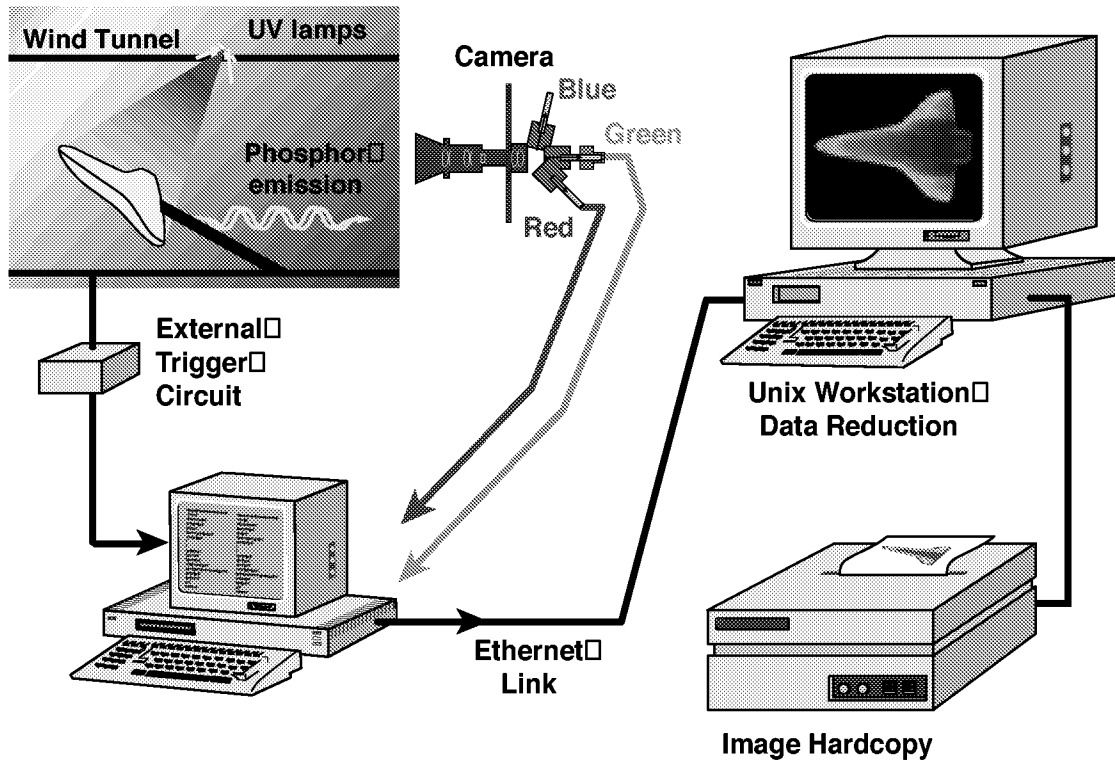 Wind Tunnel
UV lamps
Phosphor□
emission
Camera
Blue
Green
Red
External□
Trigger□
Circuit
Ethernet□
Link
Unix Workstation□
Data Reduction
Image Hardcopy